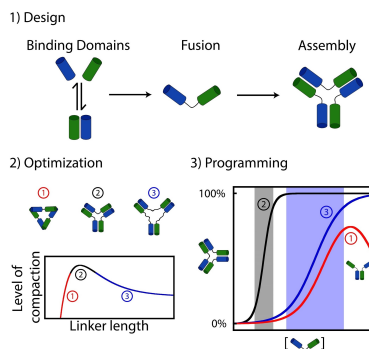 1) Design
Binding Domains
Fusion
Assembly
2) Optimization
1
2
3
Level of
compaction
1
2
3
Linker length
3) Programming
100%
2
3
1
0%
[ ]